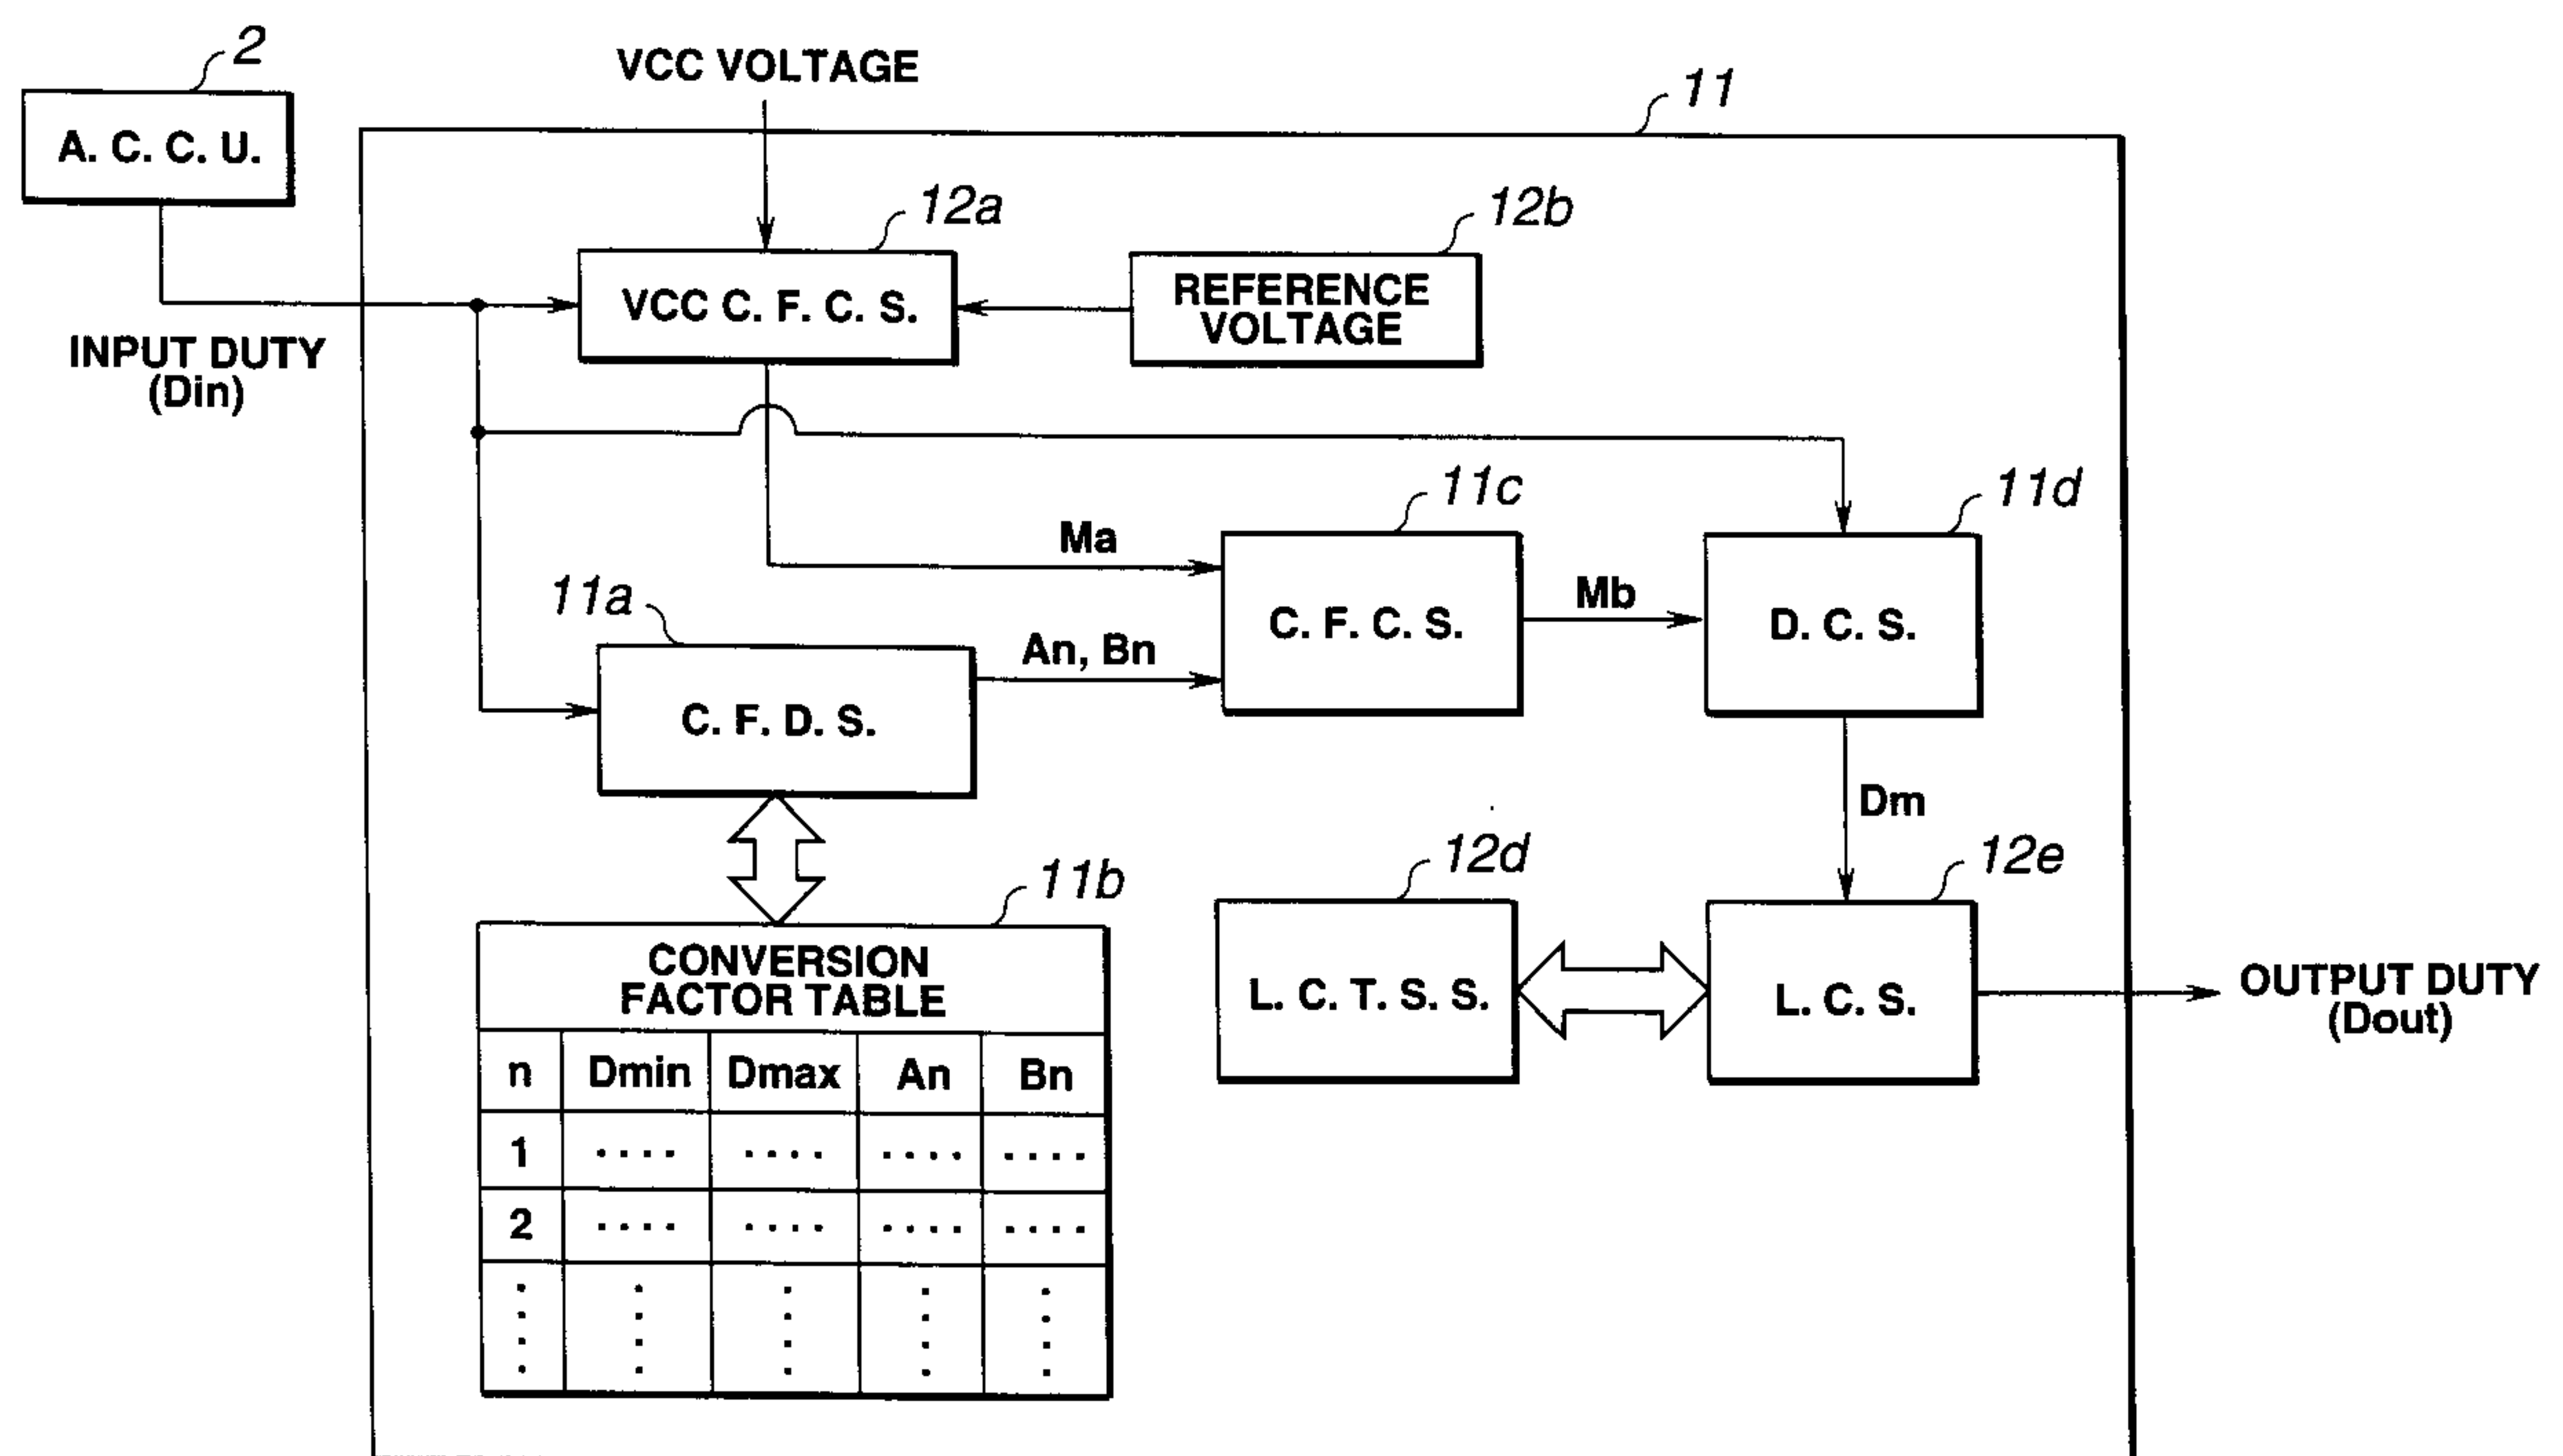 2
A. C. C. U.
VCC VOLTAGE
11
12a
VCC C. F. C. S.
12b
REFERENCE
VOLTAGE
INPUT DUTY
(Din)
11c
C. F. C. S.
11d
D. C. S.
Ma
Mb
11a
C. F. D. S.
An, Bn
Dm
11b
CONVERSION
FACTOR TABLE
n Dmin Dmax An Bn
1 .... .... .... ....
2 .... .... .... ....
12d
L. C. T. S. S.
12e
L. C. S.
OUTPUT DUTY
(Dout)